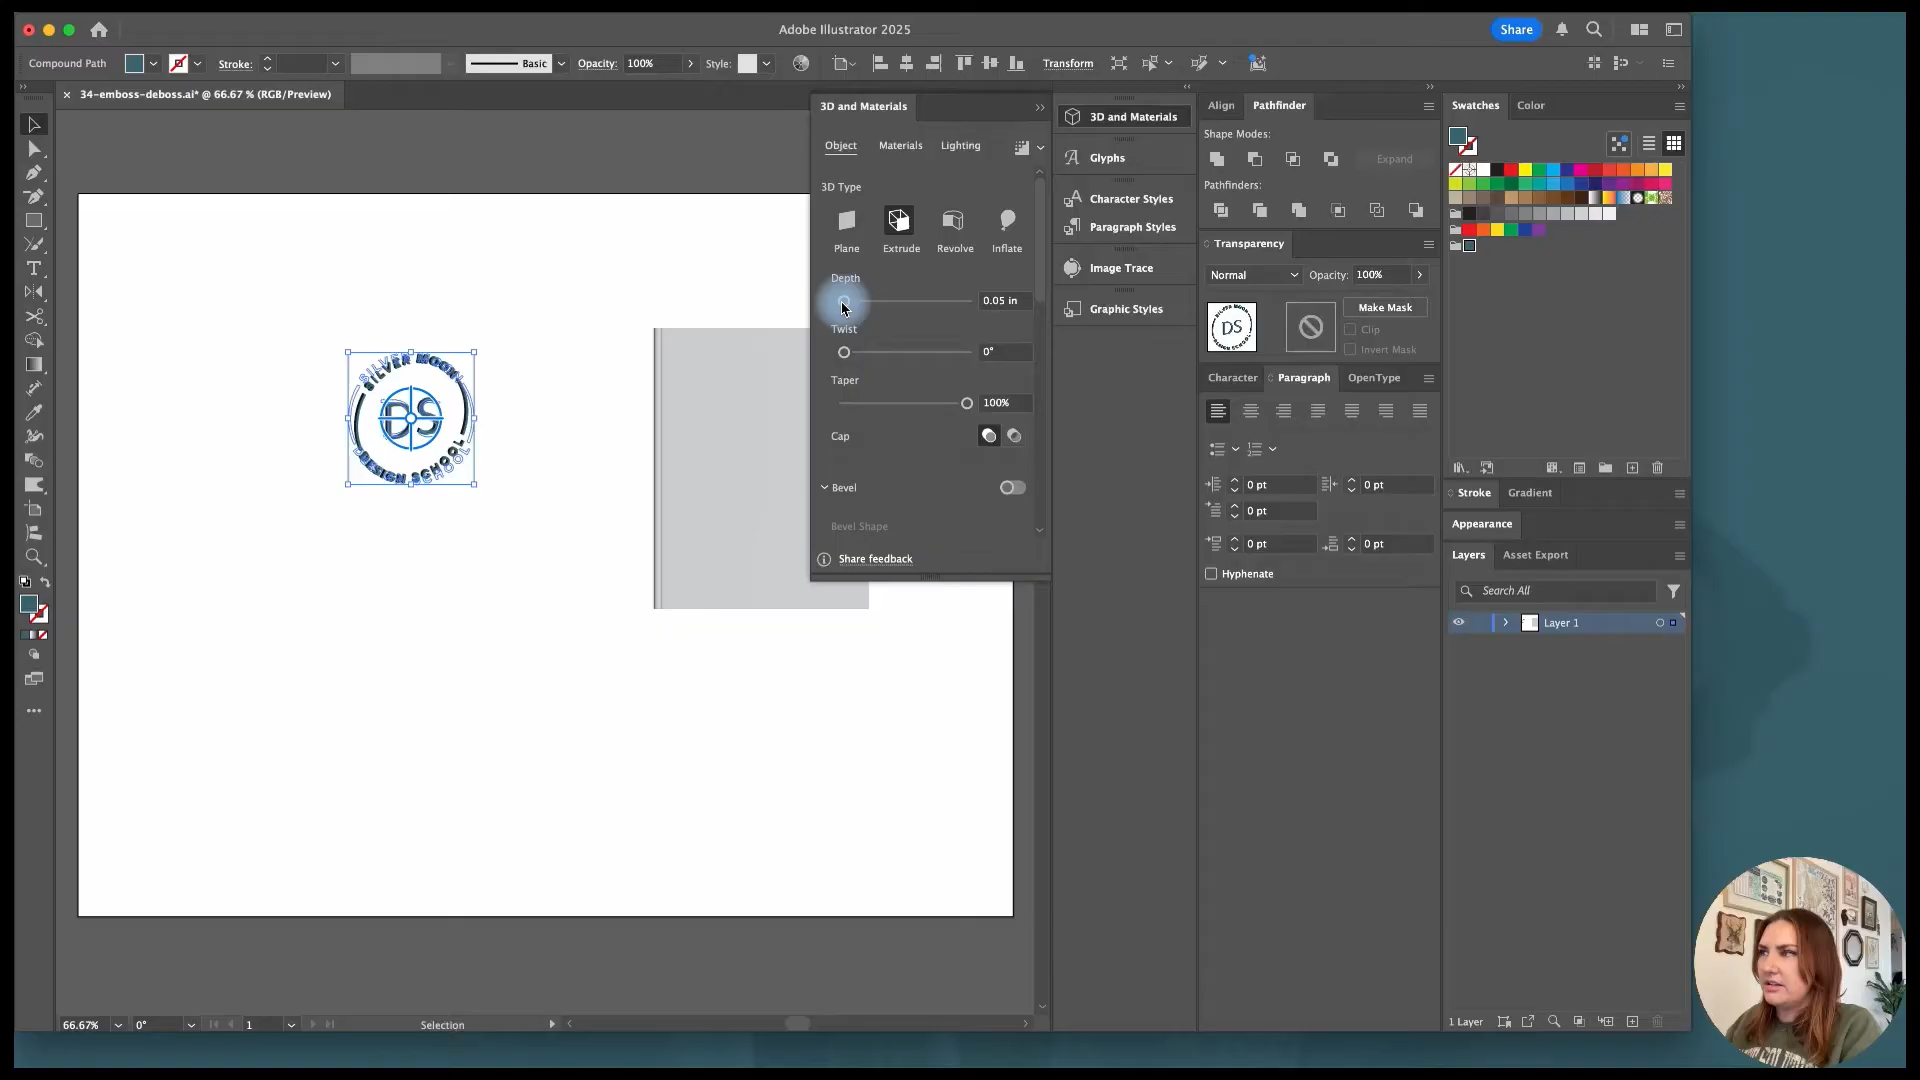 Adobe Illustrator 2025
Share
Compound Path
Stroke:
Basic
Opacity:
100%
Style:
Transform
34-emboss-deboss.ai* @ 66.67 % (RGB/Preview)
3D and Materials
Object
Materials
Lighting
3D Type
Plane
Extrude
Revolve
Inflate
Depth
0.05 in
Twist
0°
Taper
100%
Cap
Bevel
Bevel Shape
Share feedback
SILVER MOON
DS
DESIGN SCHOOL
3D and Materials
Glyphs
Character Styles
Paragraph Styles
Image Trace
Graphic Styles
Align
Pathfinder
Shape Modes:
Expand
Pathfinders:
Transparency
Normal
Opacity:
100%
SILVER MOON
DS
DESIGN SCHOOL
Make Mask
Clip
Invert Mask
Character
Paragraph
OpenType
0 pt
0 pt
0 pt
0 pt
0 pt
Hyphenate
Swatches
Color
Stroke
Gradient
Appearance
Layers
Asset Export
Search All
Layer 1
1 Layer
66.67%
0°
1
Selection